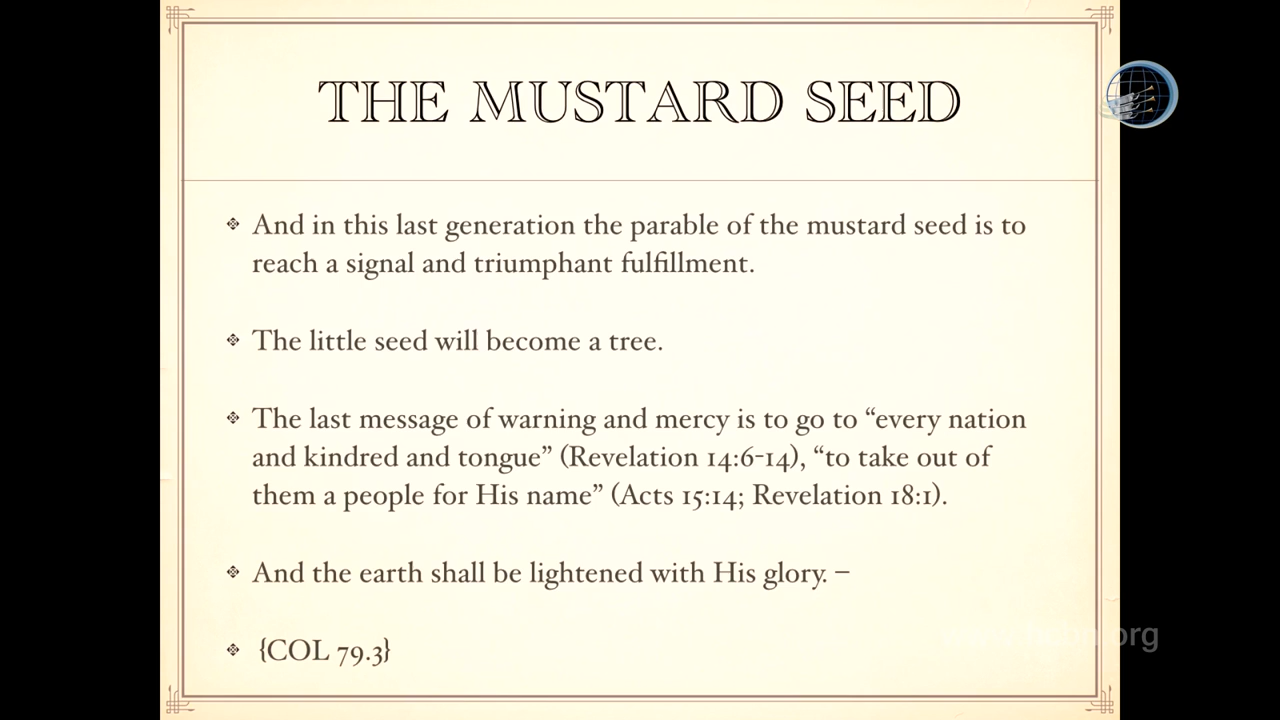 THE MUSTARD SEED
And in this last generation the parable of the mustard seed is to
reach a signal and triumphant fulfillment.
The little seed will become a tree.
The last message of warning and mercy is to go to “every nation
and kindred and tongue” (Revelation 14:6-14), “to take out of
them a people for His name” (Acts 15:14; Revelation 18:1).
And the earth shall be lightened with His glory. –
{COL 79.3}